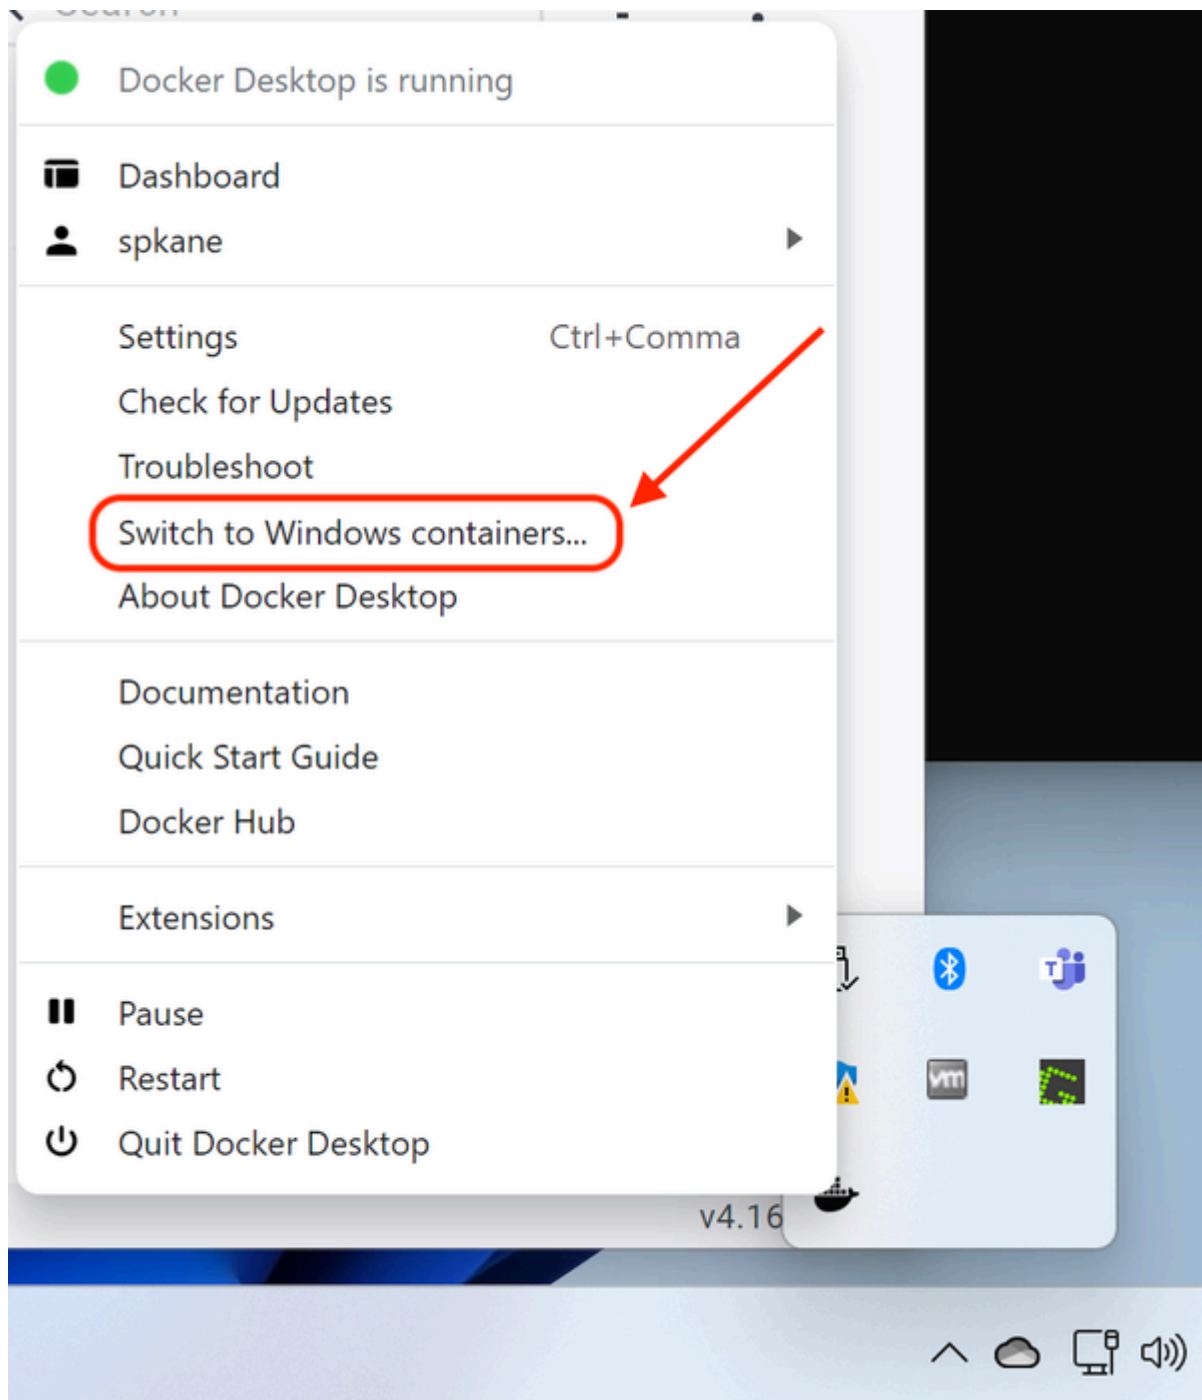 Docker Desktop is running
Dashboard
spkane
Settings Ctrl+Comma
Check for Updates
Troubleshoot
Switch to Windows containers...
About Docker Desktop
Documentation
Quick Start Guide
Docker Hub
Extensions
Pause
Restart
Quit Docker Desktop
T
vm
v4.16